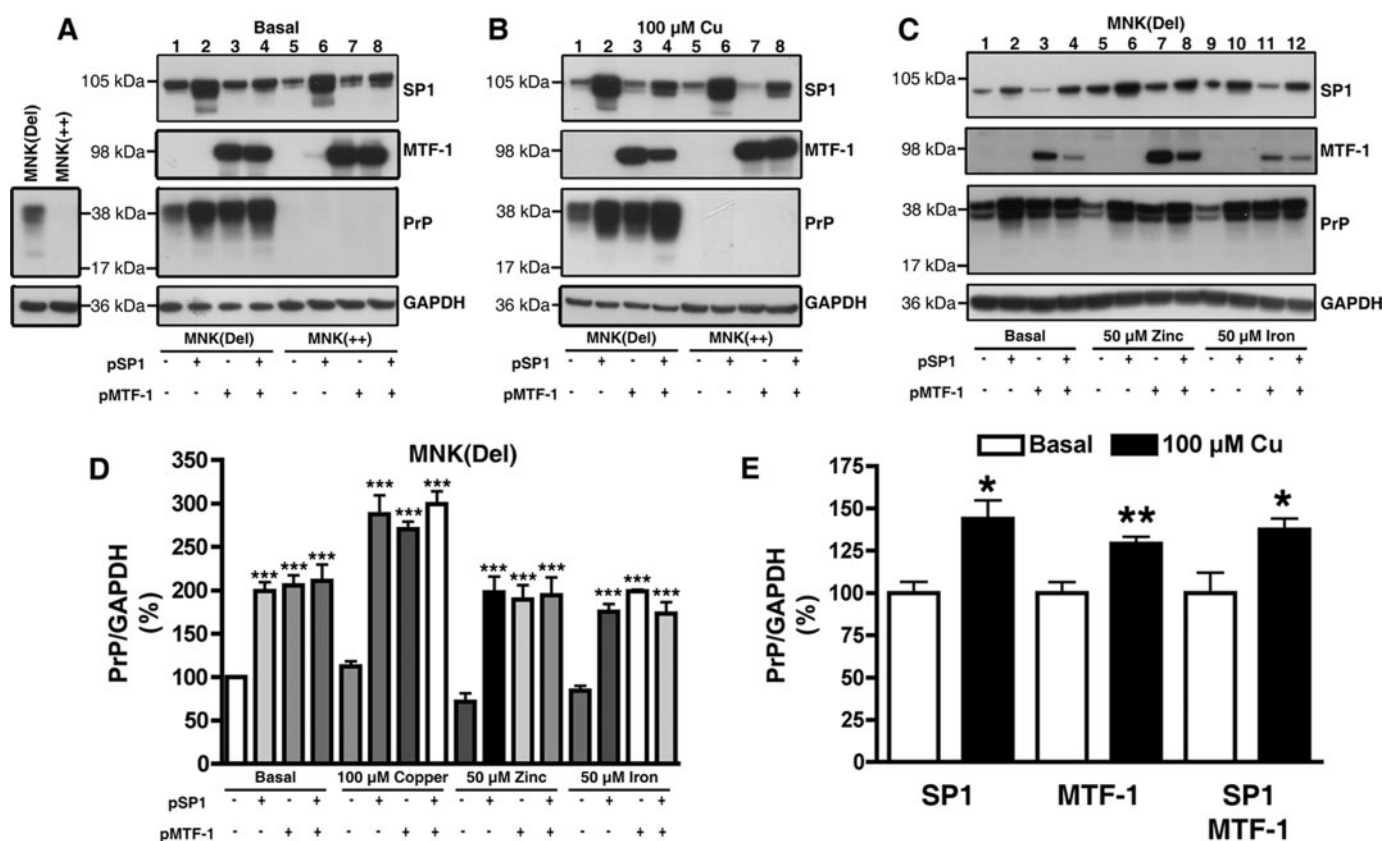 A
Basal
1 2 3 4 5 6 7 8
105 kDa
SP1
98 kDa
MTF-1
MNK(Del)
MNK(++)
38 kDa
PrP
17 kDa
36 kDa
GAPDH
MNK(Del) MNK(++)
pSP1 - + - + - + - +
pMTF-1 - - + + - - + +
B
100 µM Cu
1 2 3 4 5 6 7 8
105 kDa
SP1
98 kDa
MTF-1
38 kDa
PrP
17 kDa
36 kDa
GAPDH
MNK(Del) MNK(++)
pSP1 - + - + - + - +
pMTF-1 - - + + - - + +
C
MNK(Del)
1 2 3 4 5 6 7 8 9 10 11 12
105 kDa
SP1
98 kDa
MTF-1
38 kDa
PrP
17 kDa
36 kDa
GAPDH
Basal 50 µM Zinc 50 µM Iron
pSP1 - + - + - + - + - + - +
pMTF-1 - - + + - - + + - - + +
D
MNK(Del)
PrP/GAPDH
(%)
350
300
250
200
150
100
50
0
*** *** ***
*** *** ***
*** *** ***
*** *** ***
Basal 100 µM Copper 50 µM Zinc 50 µM Iron
pSP1 - + - + - + - + - + - + - + - +
pMTF-1 - - + + - - + + - - + + - - + +
E
Basal 100 µM Cu
PrP/GAPDH
(%)
175
150
125
100
75
50
25
0
* ** *
SP1 MTF-1 SP1
MTF-1